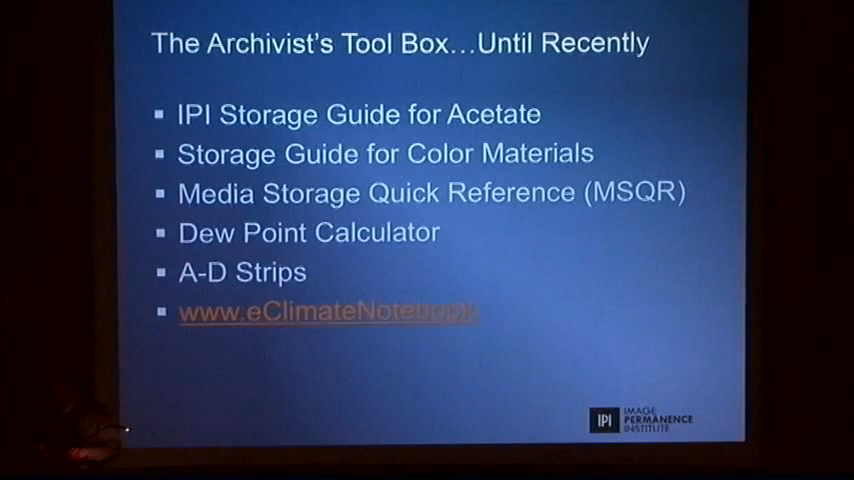 The Archivist's Tool Box…Until Recently
▪ IPI Storage Guide for Acetate
▪ Storage Guide for Color Materials
▪ Media Storage Quick Reference (MSQR)
▪ Dew Point Calculator
▪ A-D Strips
▪ www.eClimateNotebook
IPI
IMAGE
PERMANENCE
INSTITUTE